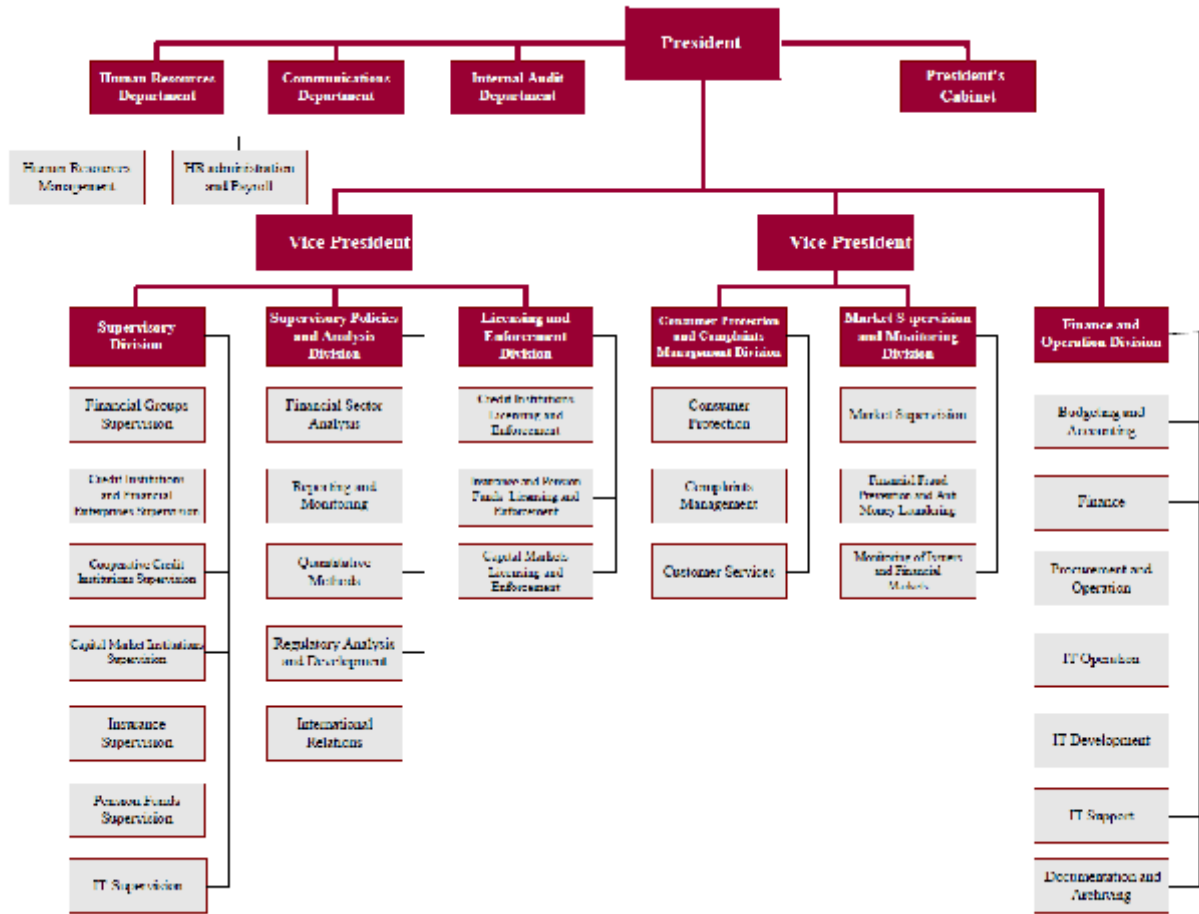 President
Human Resources
Department
Communications
Department
Internal Audit
Department
President's
Cabinet
Human Resources
Management
HR administration
and Payroll
Vice President
Vice President
Supervisory
Division
Supervisory Policies
and Analysis
Division
Licensing and
Enforcement
Division
Consumer Protection
and Complaints
Management Division
Market Supervision
and Monitoring
Division
Finance and
Operation Division
Financial Groups
Supervision
Credit Institutions
and Financial
Enterprises Supervision
Cooperative Credit
Institutions Supervision
Capital Market Institutions
Supervision
Insurance
Supervision
Pension Funds
Supervision
IT Supervision
Financial Sector
Analysis
Reporting and
Monitoring
Quantitative
Methods
Regulatory Analysis
and Development
International
Relations
Credit Institutions
Licensing and
Enforcement
Insurance and Pension
Funds Licensing and
Enforcement
Capital Markets
Licensing and
Enforcement
Consumer
Protection
Complaints
Management
Customer Services
Market Supervision
Financial Fraud
Prevention and Anti
Money Laundering
Monitoring of Issuers
and Financial
Markets
Budgeting and
Accounting
Finance
Procurement and
Operation
IT Operation
IT Development
IT Support
Documentation and
Archiving